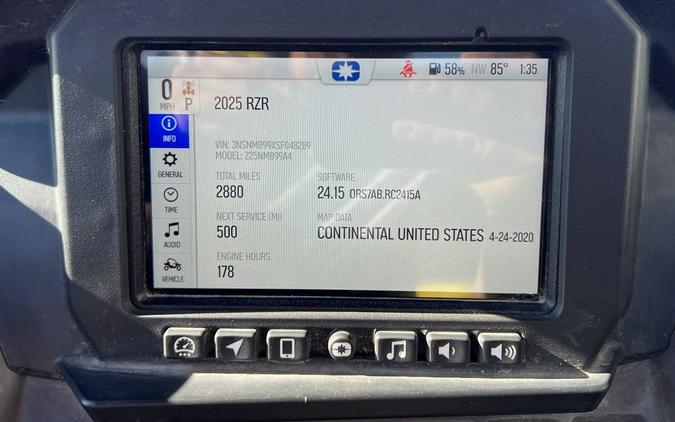 58% NW 85° 1:35
0
MPH P
2025 RZR
INFO
VIN: 3NSNMB99XSF048289
MODEL: Z25NMB99A4
GENERAL
TOTAL MILES SOFTWARE
2880 24.15 ORS7AB.RC2415A
TIME
NEXT SERVICE (MI) MAP DATA
500 CONTINENTAL UNITED STATES 4-24-2020
AUDIO
ENGINE HOURS
178
VEHICLE